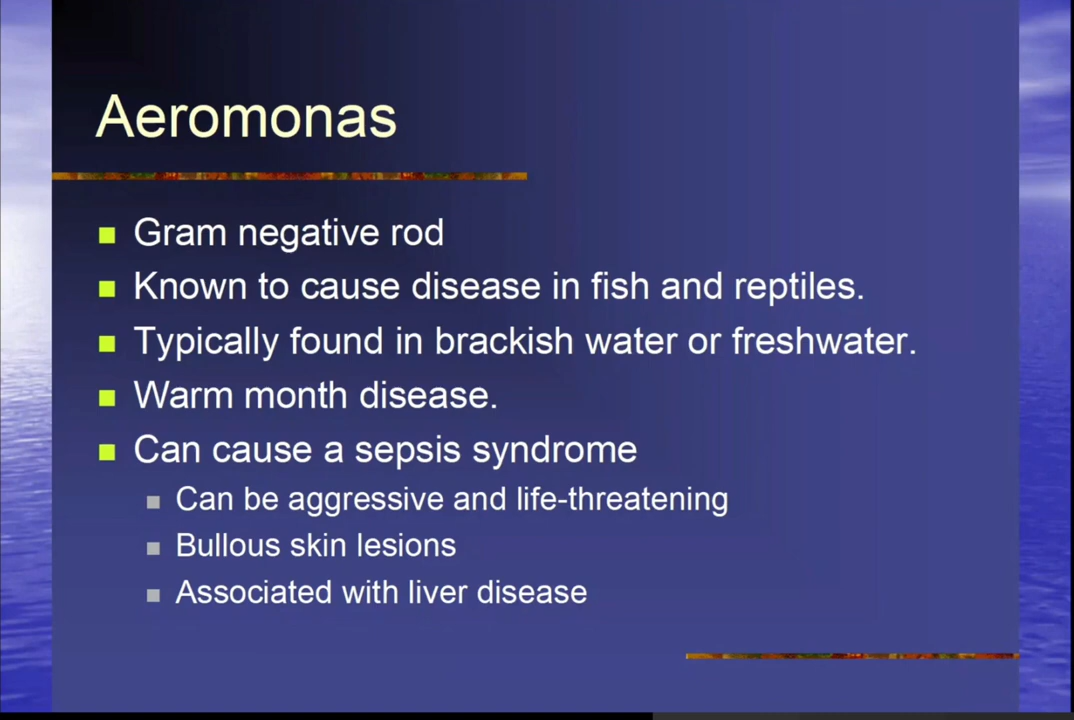 Aeromonas
Gram negative rod
Known to cause disease in fish and reptiles.
Typically found in brackish water or freshwater.
Warm month disease.
Can cause a sepsis syndrome
Can be aggressive and life-threatening
Bullous skin lesions
Associated with liver disease